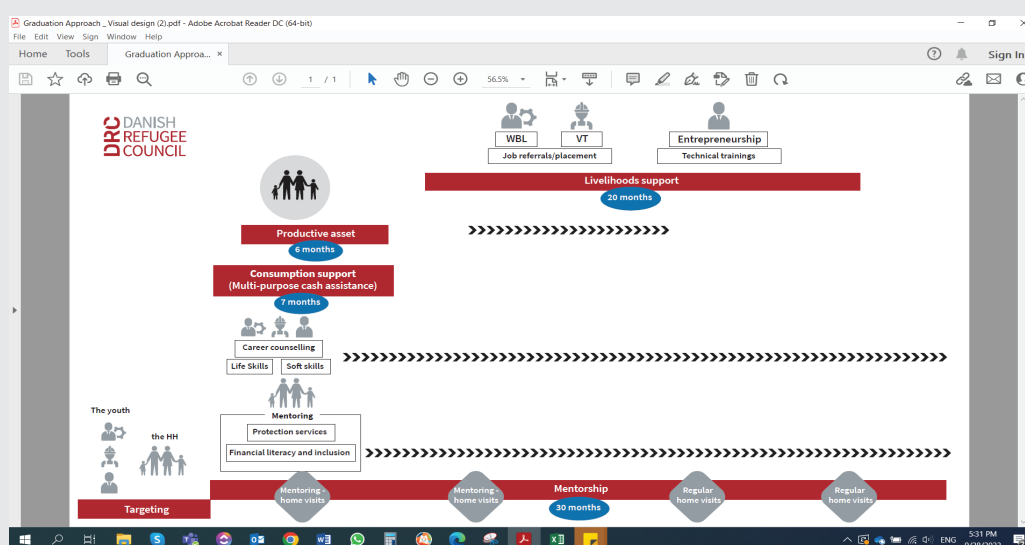 Graduation Approach _ Visual design (2).pdf - Adobe Acrobat Reader DC (64-bit)
File Edit View Sign Window Help
Home Tools Graduation Approa... ×
Sign In
1 / 1
56.5%
DRC DANISH
REFUGEE
COUNCIL
WBL VT Entrepreneurship
Job referrals/placement Technical trainings
Livelihoods support
20 months
Productive asset
6 months
Consumption support
(Multi-purpose cash assistance)
7 months
Career counselling
Life Skills Soft skills
The youth
the HH
Mentoring
Protection services
Financial literacy and inclusion
Mentoring -
home visits
Mentoring -
home visits
Mentorship
30 months
Regular
home visits
Regular
home visits
Targeting
ENG
5:31 PM